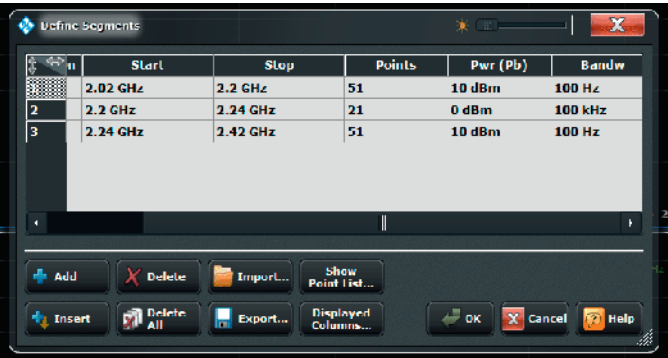 Define Segments
n Start Stop Points Pwr (Pb) Bandw
2.02 GHz 2.2 GHz 51 10 dBm 100 Hz
2 2.2 GHz 2.24 GHz 21 0 dBm 100 kHz
3 2.24 GHz 2.42 GHz 51 10 dBm 100 Hz
Add Delete Import... Show Point List...
Insert Delete All Export... Displayed Columns... OK Cancel Help